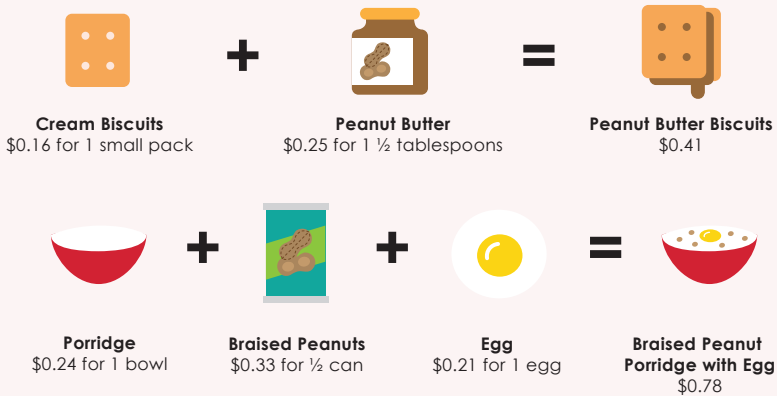 + =
Cream Biscuits
$0.16 for 1 small pack
Peanut Butter
$0.25 for 1 ½ tablespoons
Peanut Butter Biscuits
$0.41
+ + =
Porridge
$0.24 for 1 bowl
Braised Peanuts
$0.33 for ½ can
Egg
$0.21 for 1 egg
Braised Peanut
Porridge with Egg
$0.78